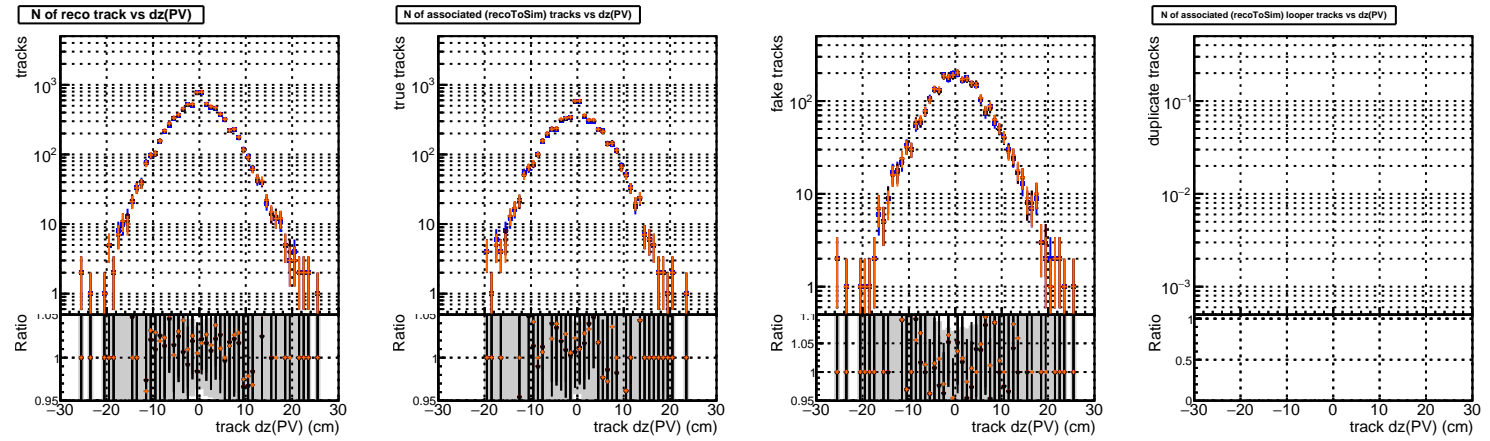 N of reco track vs dz(PV)
tracks
10³
10²
10
1
Ratio
1.05
1
0.95
−30 −20 −10 0 10 20 30
track dz(PV) (cm)
N of associated (recoToSim) tracks vs dz(PV)
true tracks
10³
10²
10
1
Ratio
1.05
1
0.95
−30 −20 −10 0 10 20 30
track dz(PV) (cm)
fake tracks
10²
10
1
Ratio
1.1
1.05
1
0.95
−30 −20 −10 0 10 20 30
track dz(PV) (cm)
N of associated (recoToSim) looper tracks vs dz(PV)
duplicate tracks
10⁻¹
10⁻²
10⁻³
Ratio
1
0.5
0
−30 −20 −10 0 10 20 30
track dz(PV) (cm)